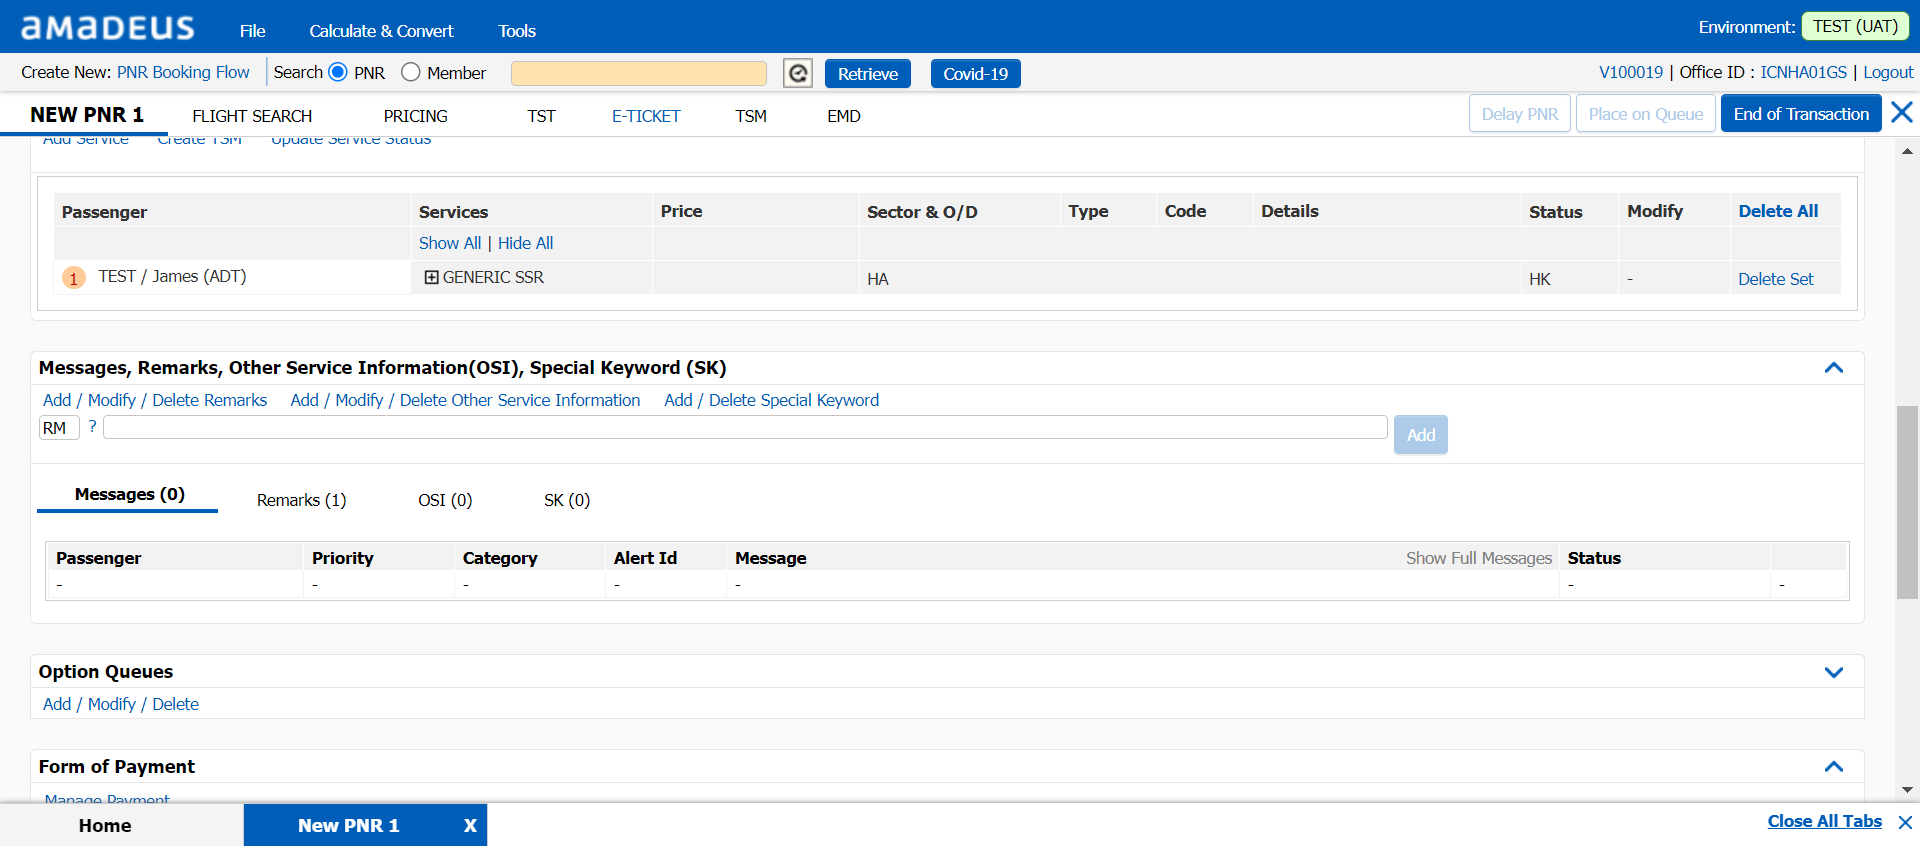 amadeus
File Calculate & Convert Tools
Environment: TEST (UAT)
Create New: PNR Booking Flow Search PNR Member Retrieve Covid-19 V100019 | Office ID : ICNHA01GS | Logout
NEW PNR 1 FLIGHT SEARCH PRICING TST E-TICKET TSM EMD Delay PNR Place on Queue End of Transaction
Add Service Create TSM Update Service Status
Passenger Services Price Sector & O/D Type Code Details Status Modify Delete All
Show All | Hide All
1 TEST / James (ADT) GENERIC SSR HA HK - Delete Set
Messages, Remarks, Other Service Information(OSI), Special Keyword (SK)
Add / Modify / Delete Remarks Add / Modify / Delete Other Service Information Add / Delete Special Keyword
RM ? Add
Messages (0) Remarks (1) OSI (0) SK (0)
Passenger Priority Category Alert Id Message Show Full Messages Status
- - - - - - -
Option Queues
Add / Modify / Delete
Form of Payment
Manage Payment
Home New PNR 1 X Close All Tabs